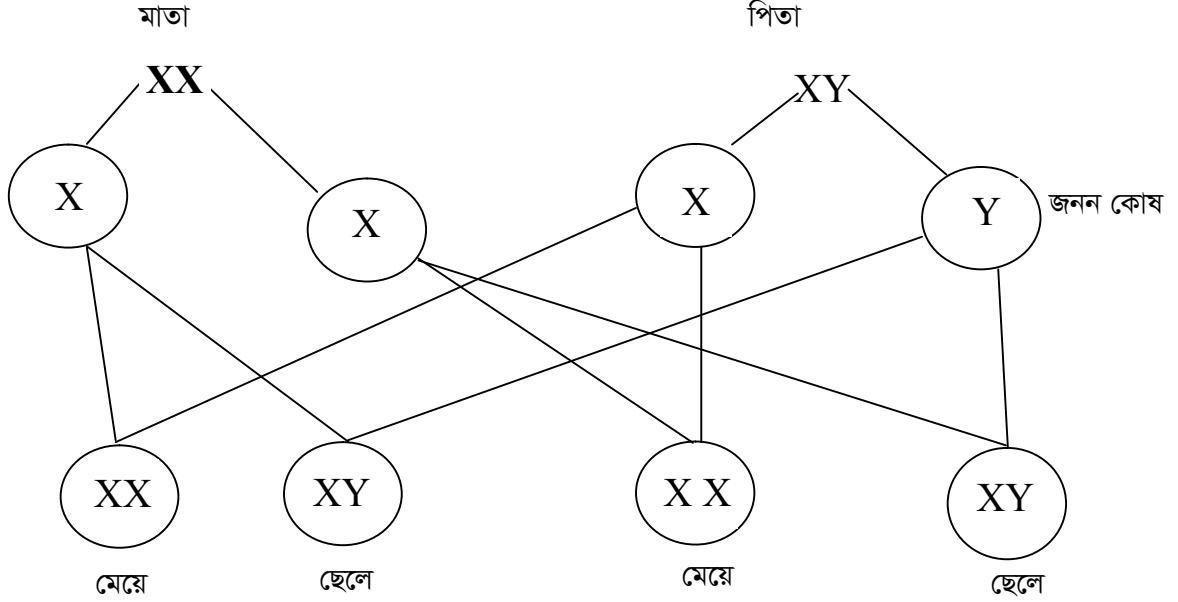 মাতা পিতা
XX XY
X X X Y জনন কোষ
XX XY X X XY
মেয়ে ছেলে মেয়ে ছেলে